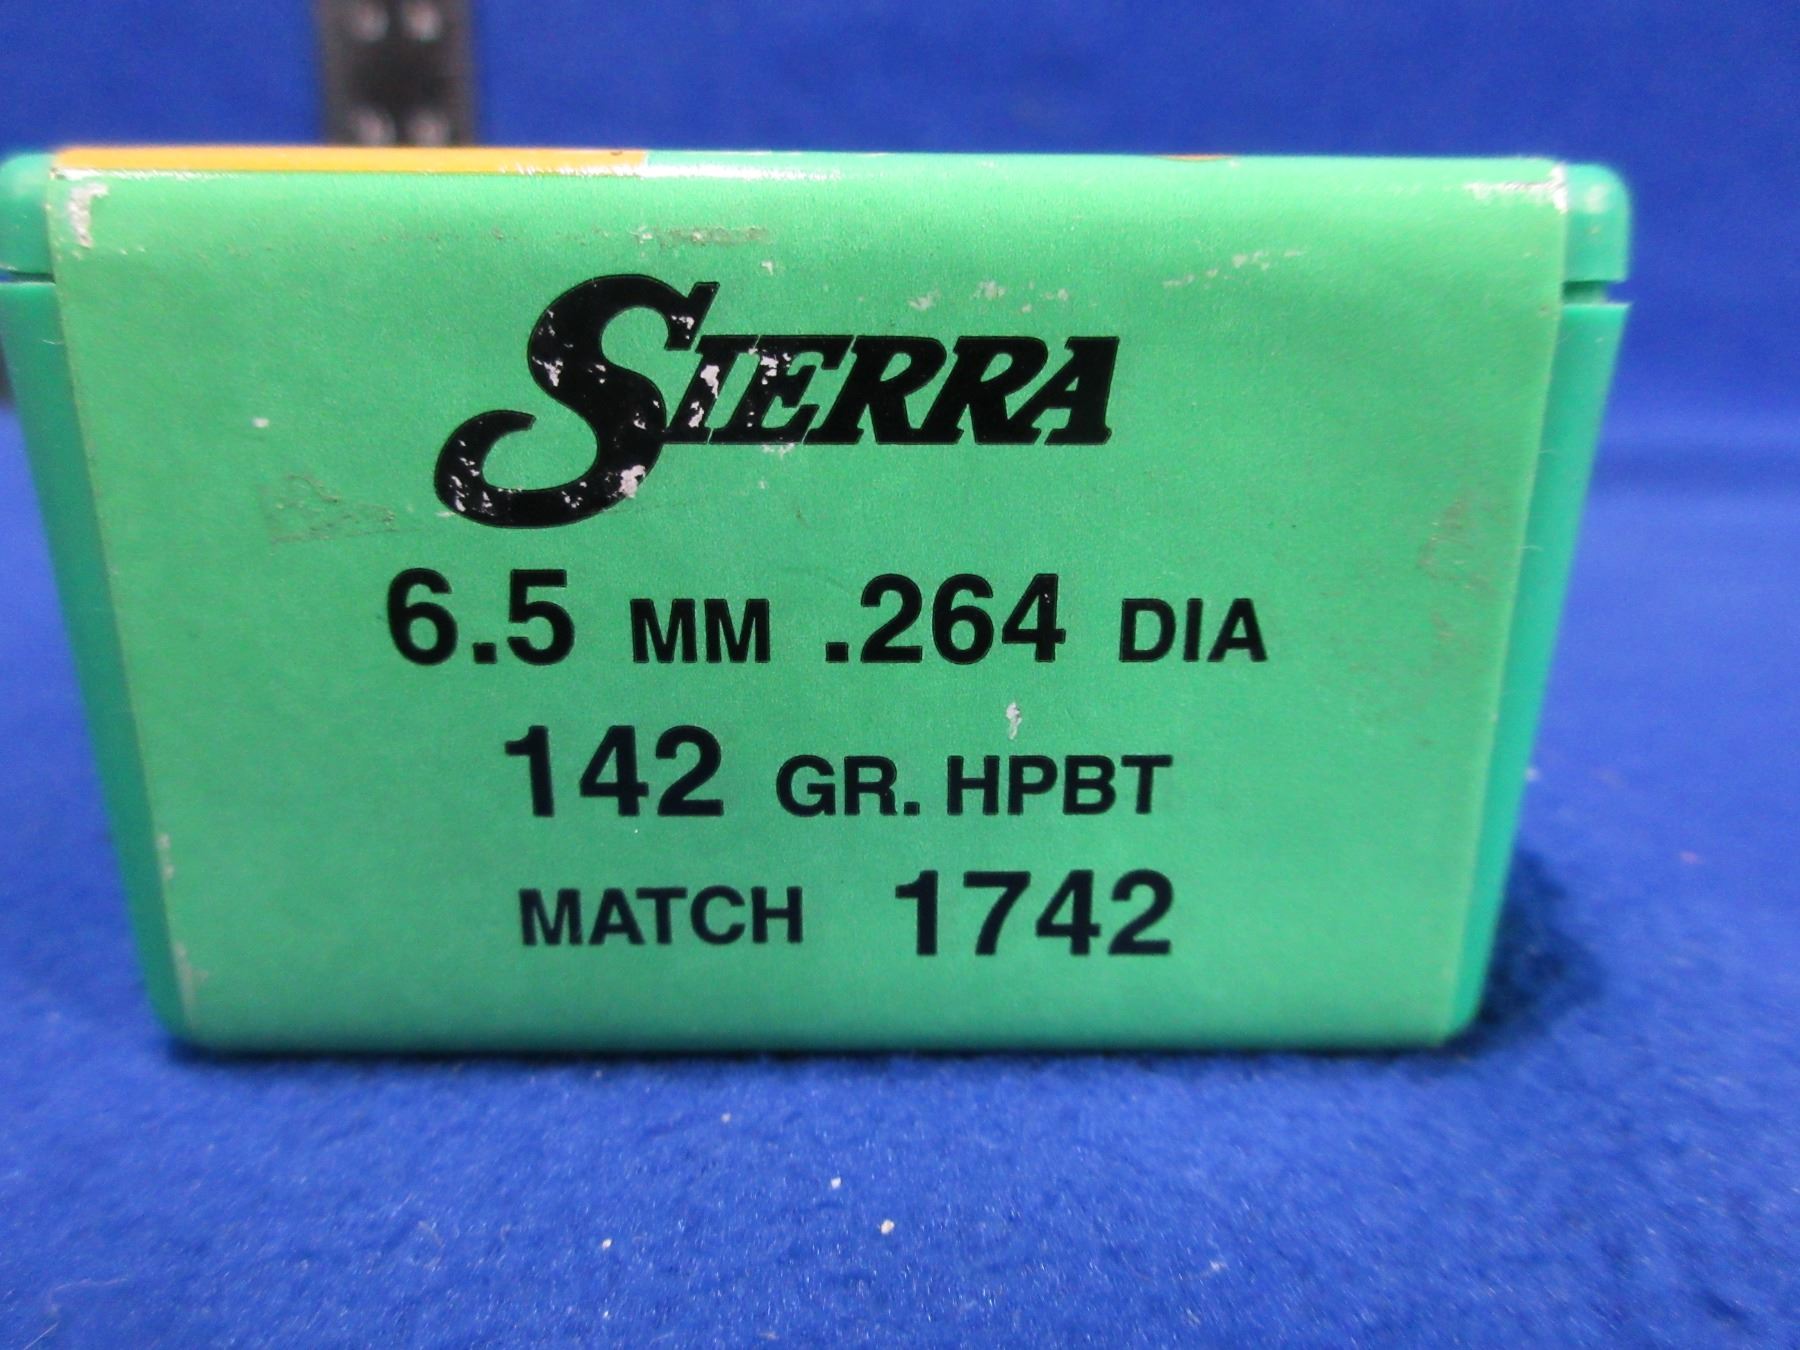 SIERRA
6.5 MM .264 DIA
142 GR. HPBT
MATCH 1742